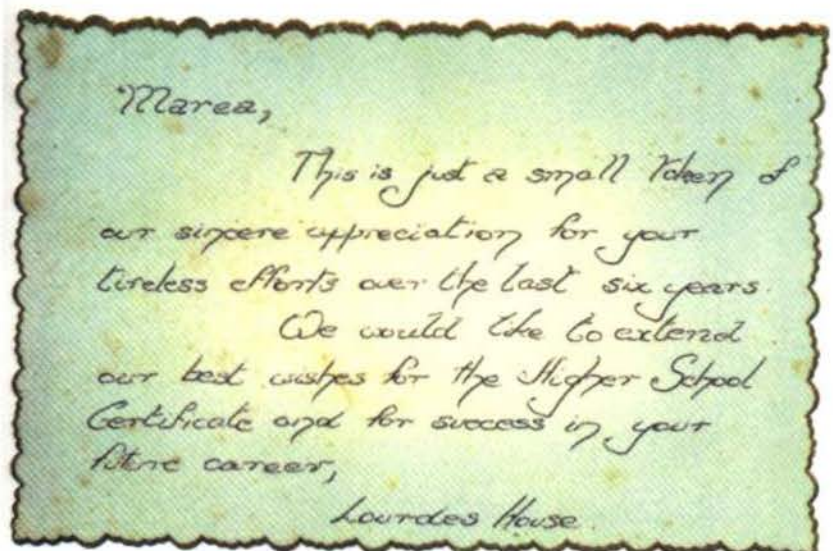 Marea,
This is just a small token of
our sincere appreciation for your
tireless efforts over the last six years.
We would like to extend
our best wishes for the Higher School
Certificate and for success in your
future career,
Lourdes House.